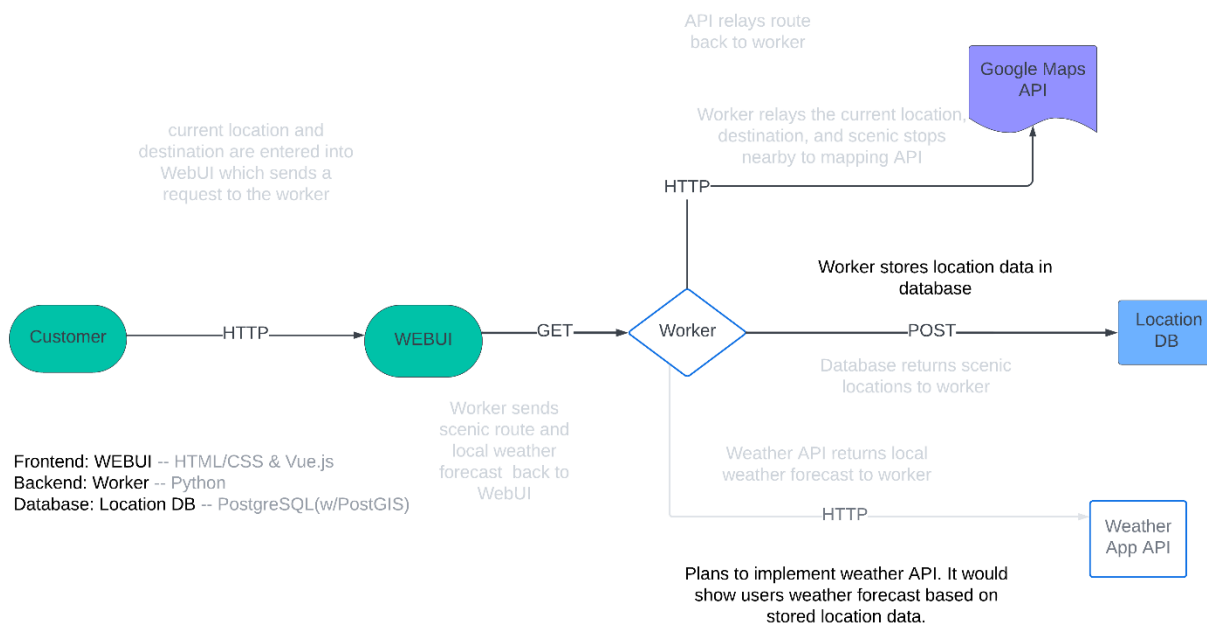 API relays route
back to worker
Google Maps
API
Worker relays the current location,
destination, and scenic stops
nearby to mapping API
current location and
destination are entered into
WebUI which sends a
request to the worker
HTTP
Worker stores location data in
database
Customer
HTTP
WEBUI
GET
Worker
POST
Location
DB
Database returns scenic
locations to worker
Worker sends
scenic route and
local weather
forecast back to
WebUI
Weather API returns local
weather forecast to worker
Frontend: WEBUI -- HTML/CSS & Vue.js
Backend: Worker -- Python
Database: Location DB -- PostgreSQL(w/PostGIS)
HTTP
Weather
App API
Plans to implement weather API. It would
show users weather forecast based on
stored location data.